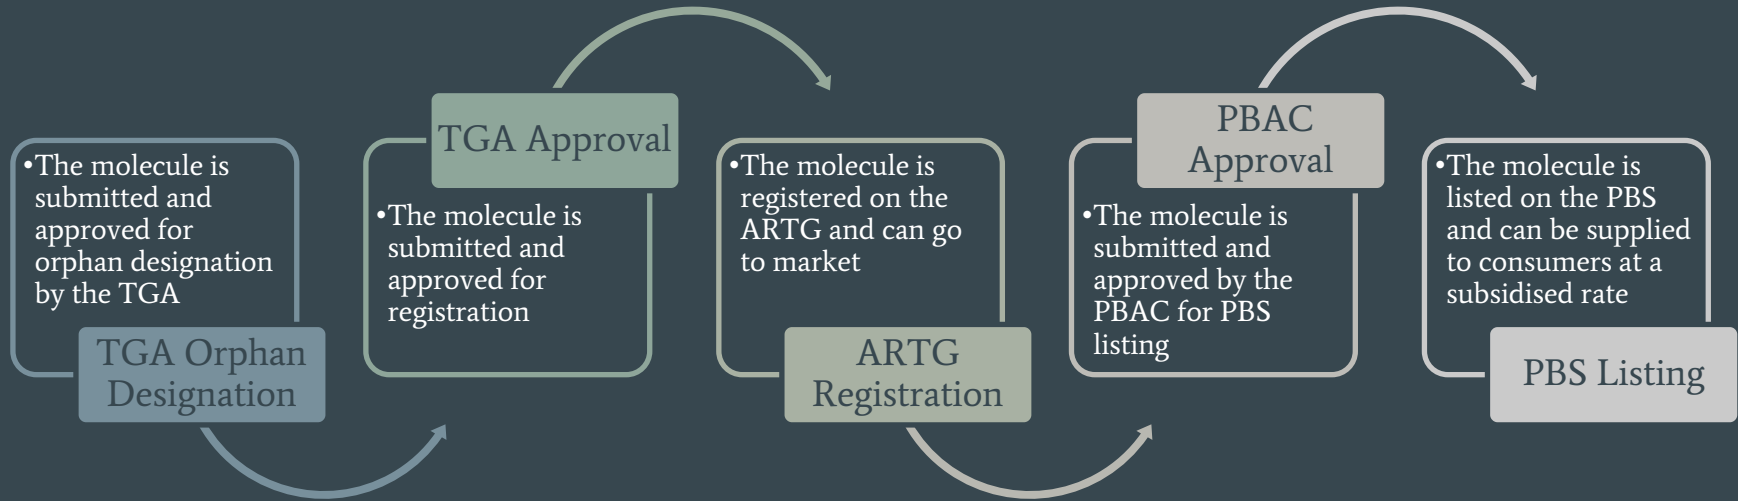 •The molecule is
submitted and
approved for
orphan designation
by the TGA
TGA Orphan
Designation
TGA Approval
•The molecule is
submitted and
approved for
registration
•The molecule is
registered on the
ARTG and can go
to market
ARTG
Registration
PBAC
Approval
•The molecule is
submitted and
approved by the
PBAC for PBS
listing
•The molecule is
listed on the PBS
and can be supplied
to consumers at a
subsidised rate
PBS Listing